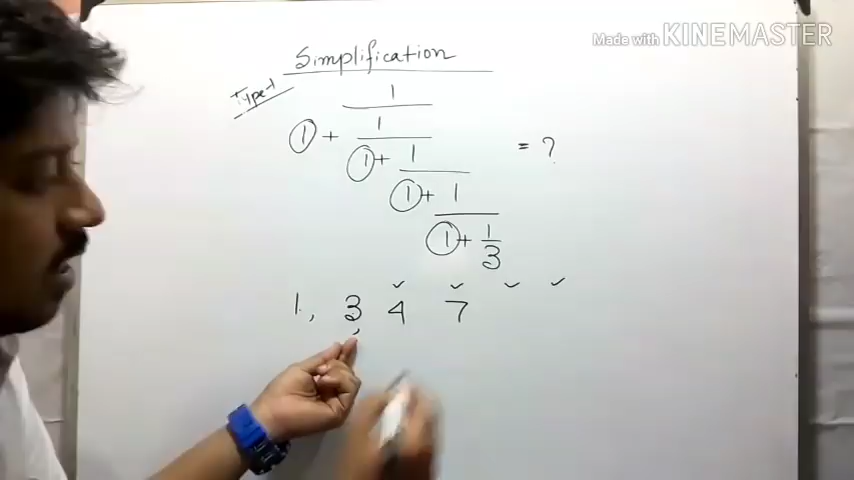 Made with KINEMASTER
Simplification
Type-1
1
1 + 1
1 + 1 = ?
1 + 1
1 + 1
3
1, 3, 4 7